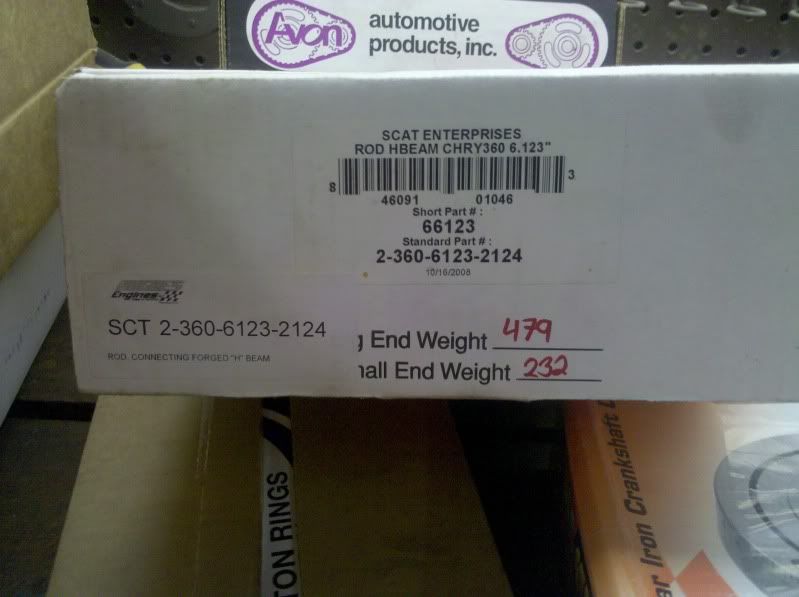 Avon
automotive
products, inc.
SCAT ENTERPRISES
ROD HBEAM CHRY360 6.123"
8 46091 01046 3
Short Part # :
66123
Standard Part # :
2-360-6123-2124
10/16/2008
Engines
SCT 2-360-6123-2124
ROD, CONNECTING FORGED "H" BEAM
g End Weight 479
nall End Weight 232
TON RINGS
ar Iron Crankshaft